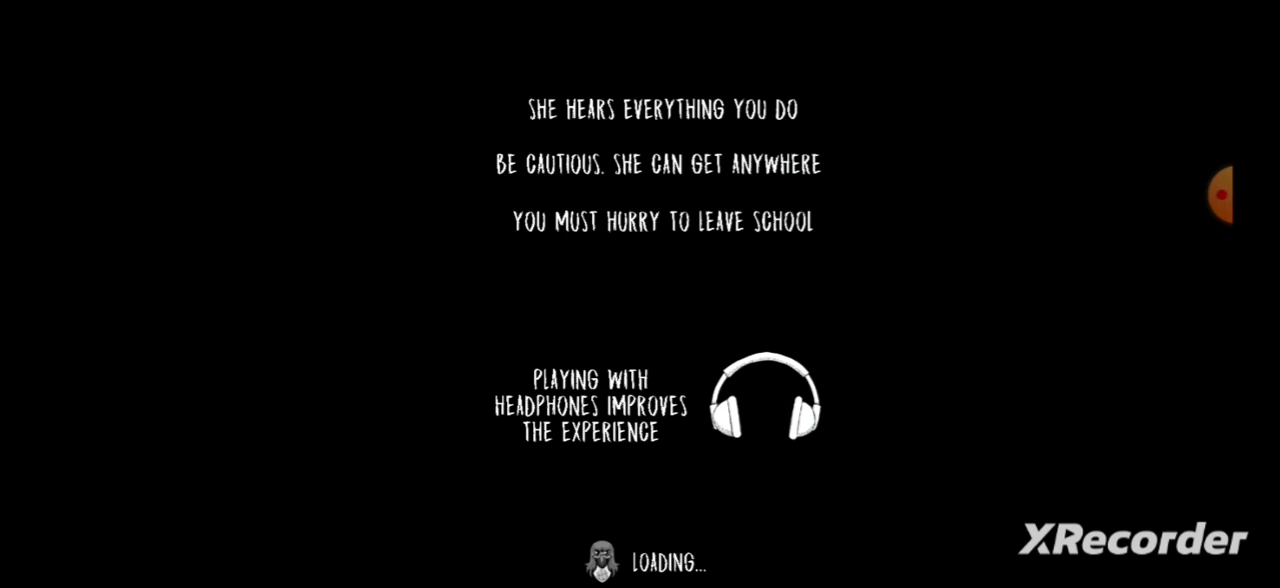 SHE HEARS EVERYTHING YOU DO
BE CAUTIOUS. SHE CAN GET ANYWHERE
YOU MUST HURRY TO LEAVE SCHOOL
PLAYING WITH
HEADPHONES IMPROVES
THE EXPERIENCE
XRecorder
LOADING...